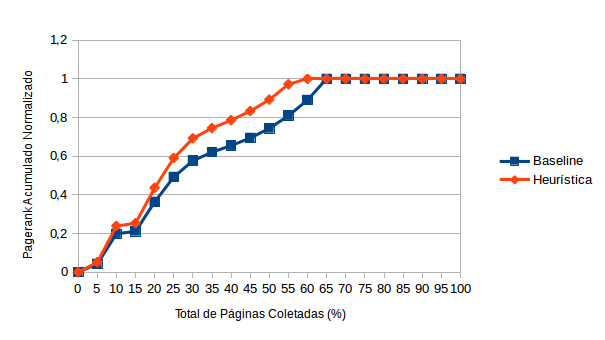 1,2
1
0,8
0,6
0,4
0,2
0
Pagerank Acumulado Normalizado
0 5 10 15 20 25 30 35 40 45 50 55 60 65 70 75 80 85 90 95 100
Total de Páginas Coletadas (%)
Baseline
Heurística